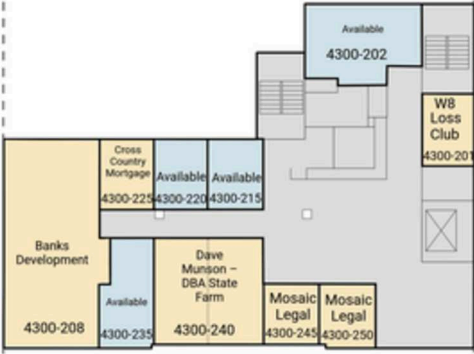 Available
4300-202
W8
Loss
Club
4300-201
Cross
Country
Mortgage
4300-225
Available
4300-220
Available
4300-215
Banks
Development
4300-208
Available
4300-235
Dave
Munson –
DBA State
Farm
4300-240
Mosaic
Legal
4300-245
Mosaic
Legal
4300-250